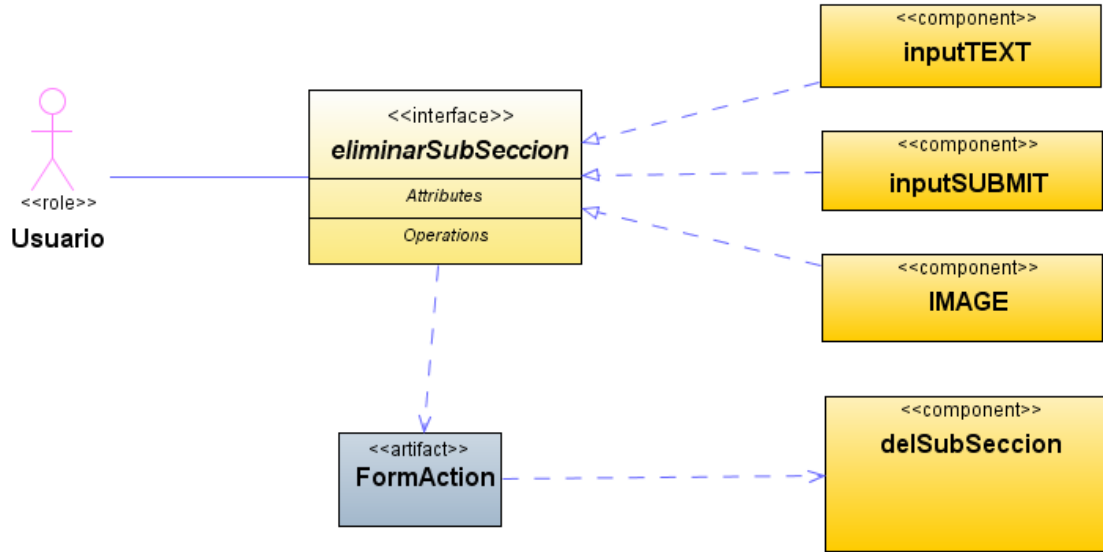 <<component>>
inputTEXT
<<interface>>
eliminarSubSeccion
Attributes
Operations
<<role>>
Usuario
<<component>>
inputSUBMIT
<<component>>
IMAGE
<<artifact>>
FormAction
<<component>>
delSubSeccion